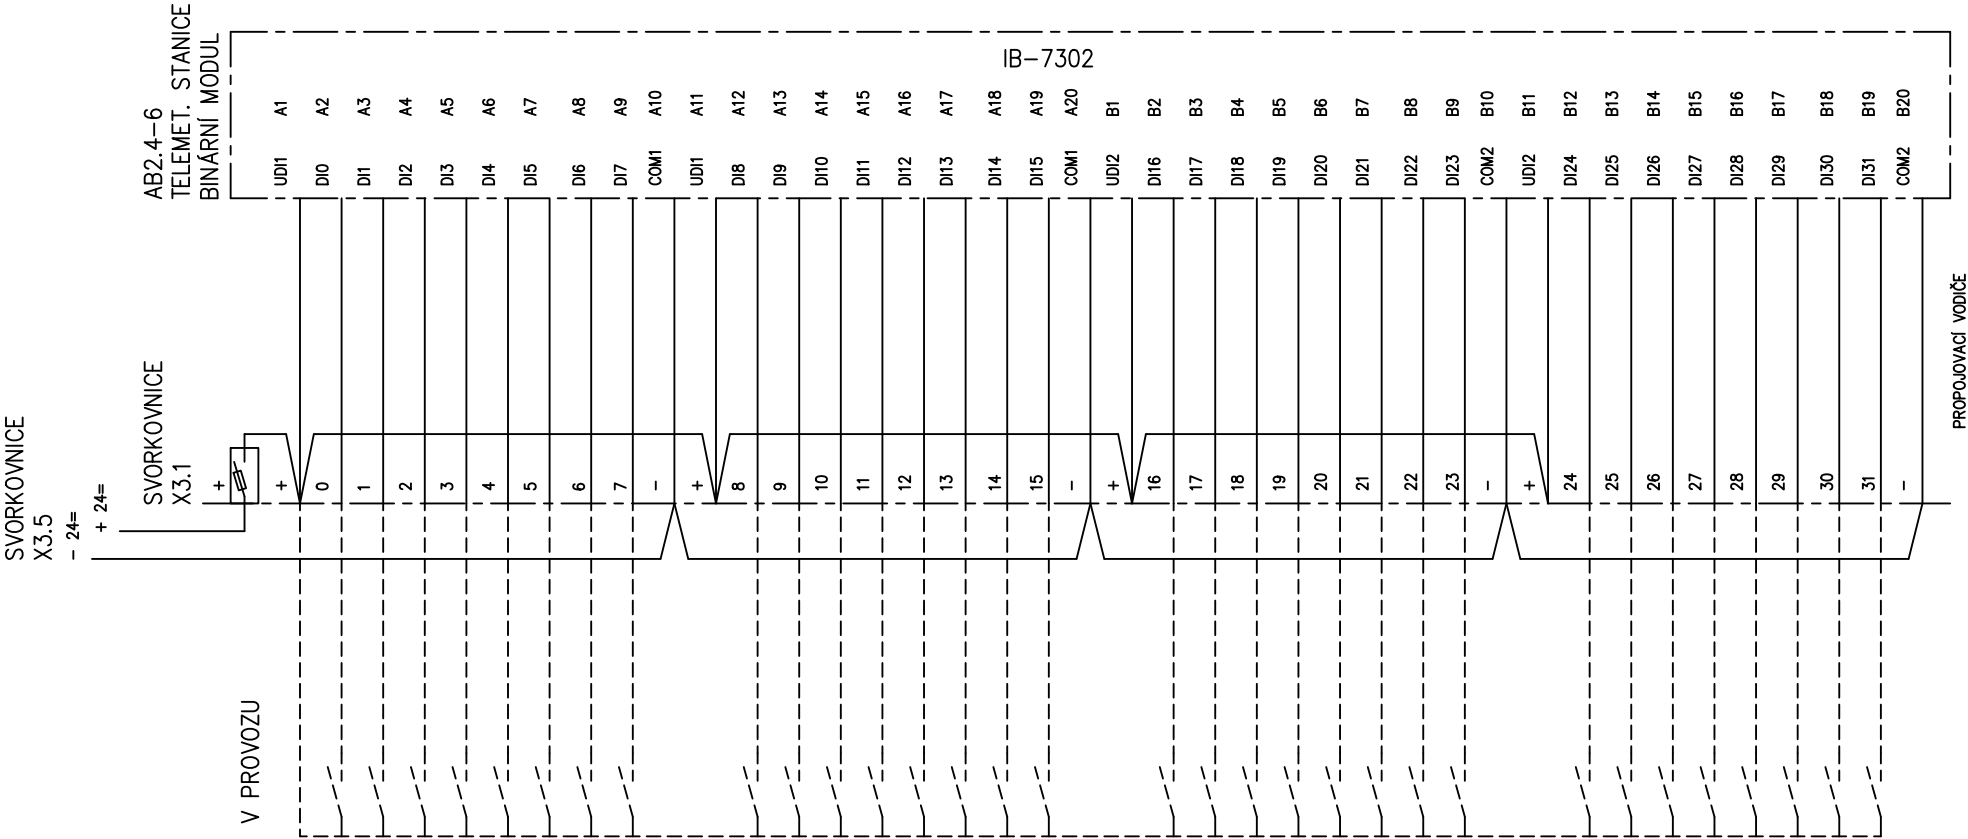 IB-7302
AB2.4-6
TELEMET. STANICE
BINÁRNÍ MODUL
A1 A2 A3 A4 A5 A6 A7 A8 A9 A10 A11 A12 A13 A14 A15 A16 A17 A18 A19 A20 B1 B2 B3 B4 B5 B6 B7 B8 B9 B10 B11 B12 B13 B14 B15 B16 B17 B18 B19 B20
UDI1 DI0 DI1 DI2 DI3 DI4 DI5 DI6 DI7 COM1 UDI1 DI8 DI9 DI10 DI11 DI12 DI13 DI14 DI15 COM1 UDI2 DI16 DI17 DI18 DI19 DI20 DI21 DI22 DI23 COM2 UDI2 DI24 DI25 DI26 DI27 DI28 DI29 DI30 DI31 COM2
PROPOJOVACÍ VODIČE
SVORKOVNICE
X3.1
+ + 0 1 2 3 4 5 6 7 - + 8 9 10 11 12 13 14 15 - + 16 17 18 19 20 21 22 23 - + 24 25 26 27 28 29 30 31 -
SVORKOVNICE
X3.5
- 24=
+ 24=
V PROVOZU